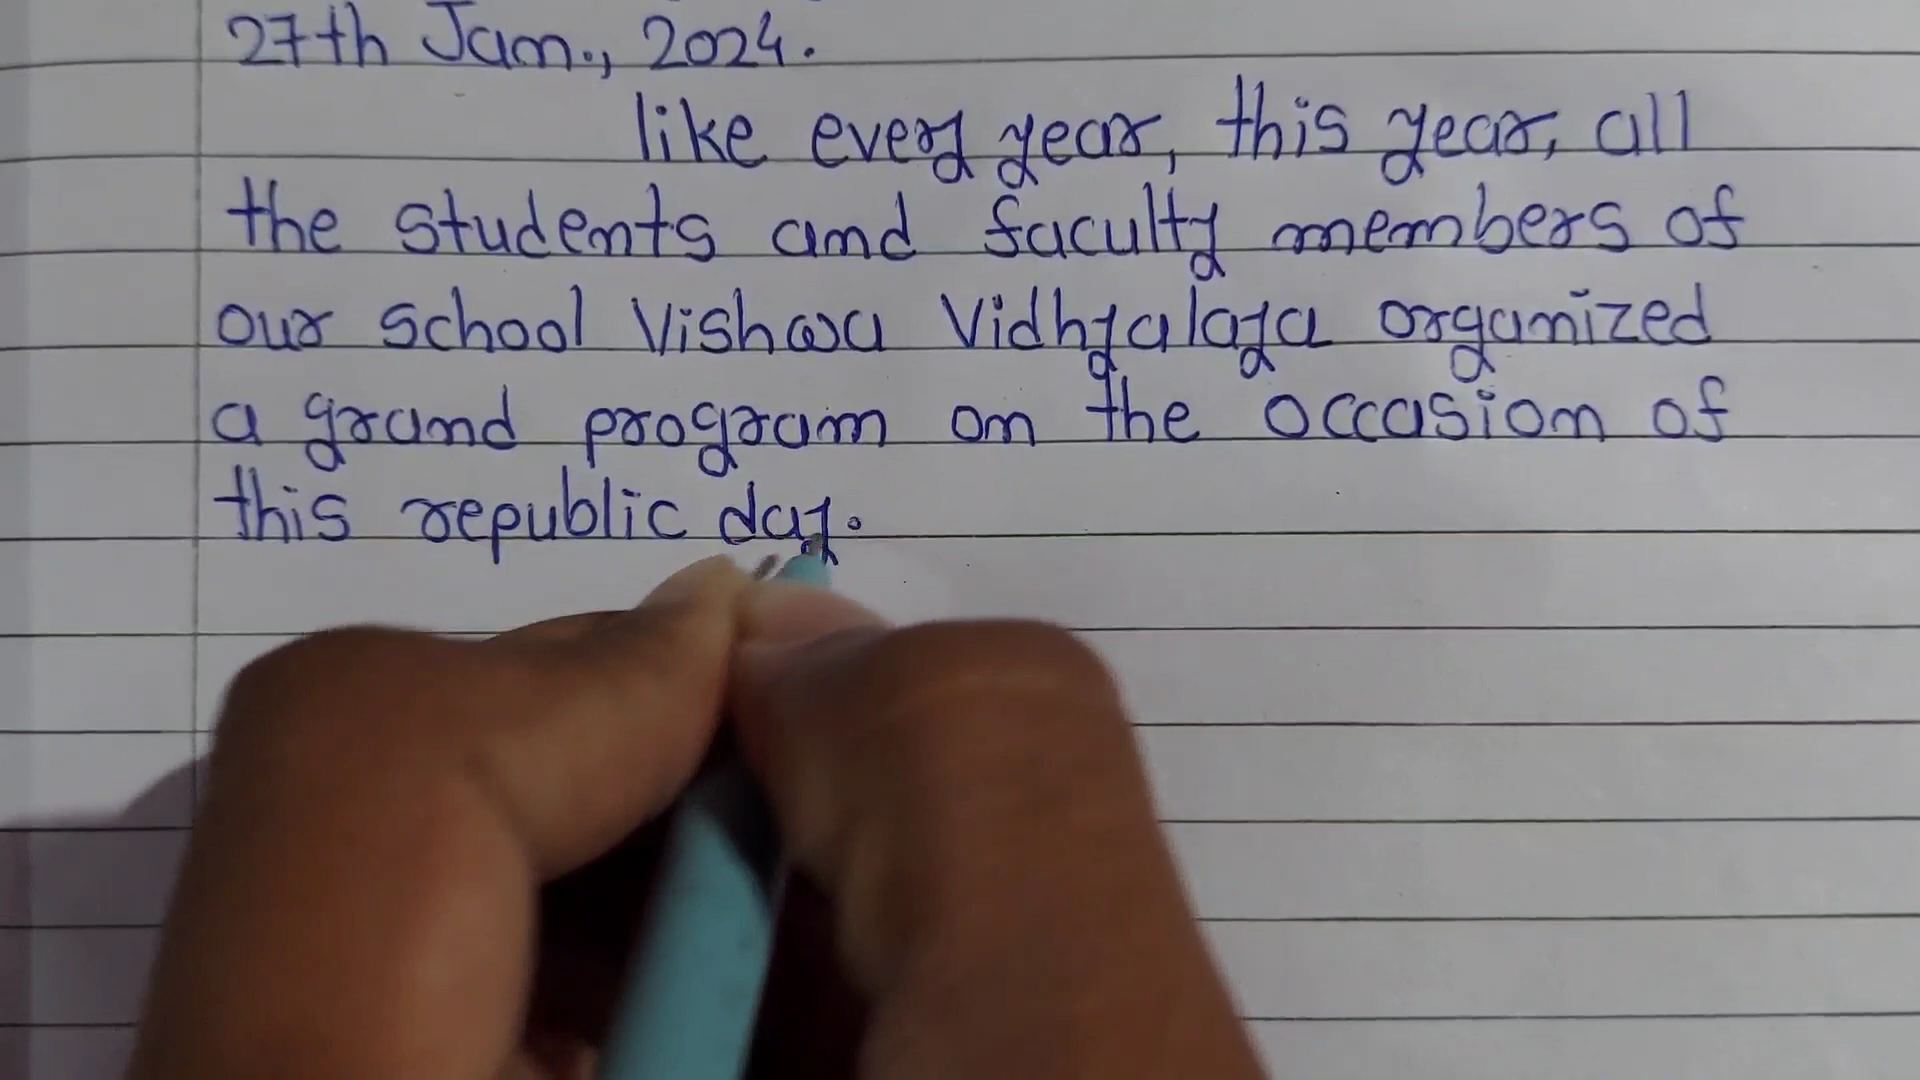 27th Jan., 2024.
like every year, this year, all
the students and faculty members of
our school Vishwa Vidhyalaya organized
a grand program on the occasion of
this republic day.